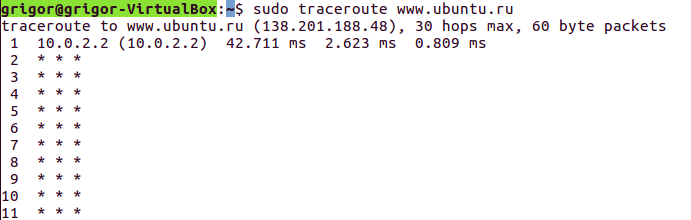 grigor@grigor-VirtualBox:~$ sudo traceroute www.ubuntu.ru
traceroute to www.ubuntu.ru (138.201.188.48), 30 hops max, 60 byte packets
 1  10.0.2.2 (10.0.2.2)  42.711 ms  2.623 ms  0.809 ms
 2  * * *
 3  * * *
 4  * * *
 5  * * *
 6  * * *
 7  * * *
 8  * * *
 9  * * *
10  * * *
11  * * *